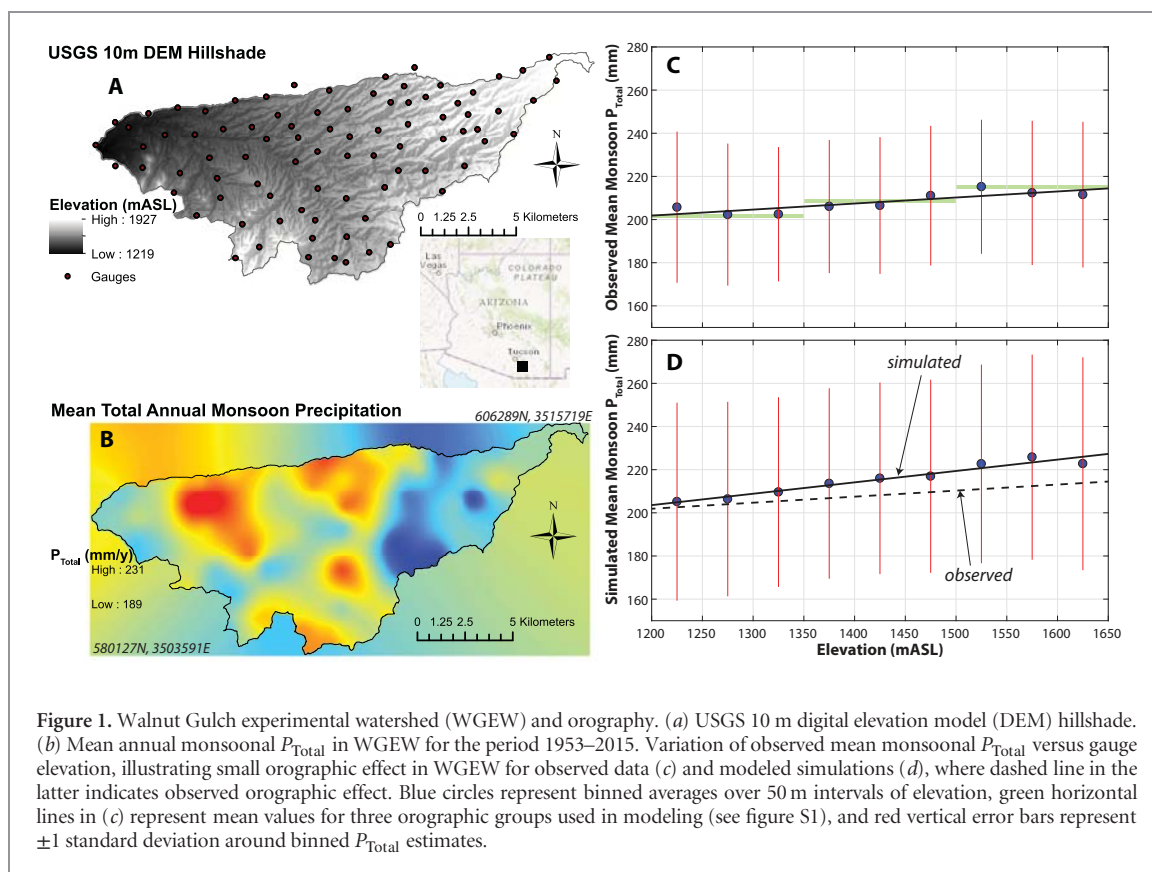 USGS 10m DEM Hillshade
A
N
Elevation (mASL)
High : 1927
Low : 1219
Gauges
0 1.25 2.5 5 Kilometers
Las Vegas
COLORADO PLATEAU
ARIZONA
Phoenix
Tucson
Mean Total Annual Monsoon Precipitation
606289N, 3515719E
B
N
P_Total (mm/y)
High : 231
Low : 189
0 1.25 2.5 5 Kilometers
580127N, 3503591E
C
Observed Mean Monsoon P_Total (mm)
280
260
240
220
200
180
160
D
Simulated Mean Monsoon P_Total (mm)
280
260
240
220
200
180
160
simulated
observed
1200 1250 1300 1350 1400 1450 1500 1550 1600 1650
Elevation (mASL)
Figure 1. Walnut Gulch experimental watershed (WGEW) and orography. (a) USGS 10 m digital elevation model (DEM) hillshade.
(b) Mean annual monsoonal P_Total in WGEW for the period 1953–2015. Variation of observed mean monsoonal P_Total versus gauge
elevation, illustrating small orographic effect in WGEW for observed data (c) and modeled simulations (d), where dashed line in the
latter indicates observed orographic effect. Blue circles represent binned averages over 50 m intervals of elevation, green horizontal
lines in (c) represent mean values for three orographic groups used in modeling (see figure S1), and red vertical error bars represent
±1 standard deviation around binned P_Total estimates.